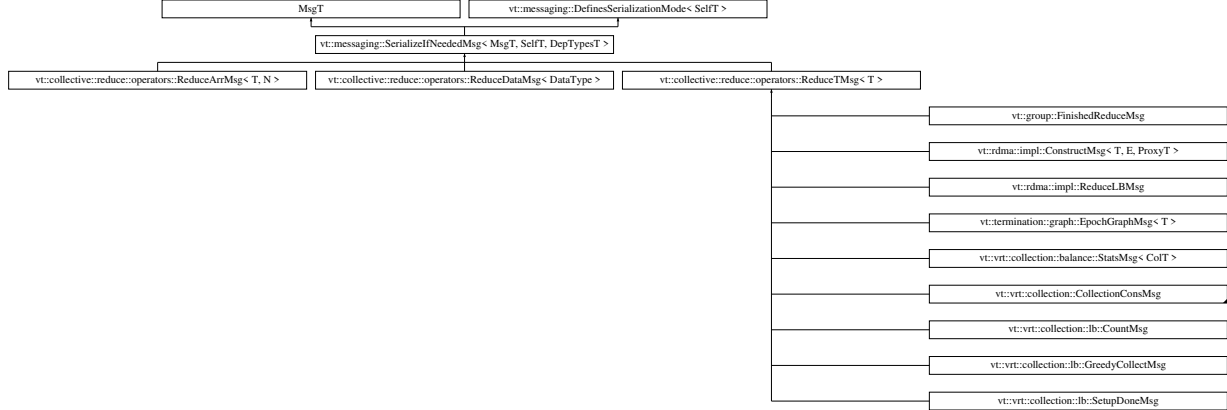 MsgT
vt::messaging::DefinesSerializationMode< SelfT >
vt::messaging::SerializeIfNeededMsg< MsgT, SelfT, DepTypesT >
vt::collective::reduce::operators::ReduceArrMsg< T, N >
vt::collective::reduce::operators::ReduceDataMsg< DataType >
vt::collective::reduce::operators::ReduceTMsg< T >
vt::group::FinishedReduceMsg
vt::rdma::impl::ConstructMsg< T, E, ProxyT >
vt::rdma::impl::ReduceLBMsg
vt::termination::graph::EpochGraphMsg< T >
vt::vrt::collection::balance::StatsMsg< ColT >
vt::vrt::collection::CollectionConsMsg
vt::vrt::collection::lb::CountMsg
vt::vrt::collection::lb::GreedyCollectMsg
vt::vrt::collection::lb::SetupDoneMsg